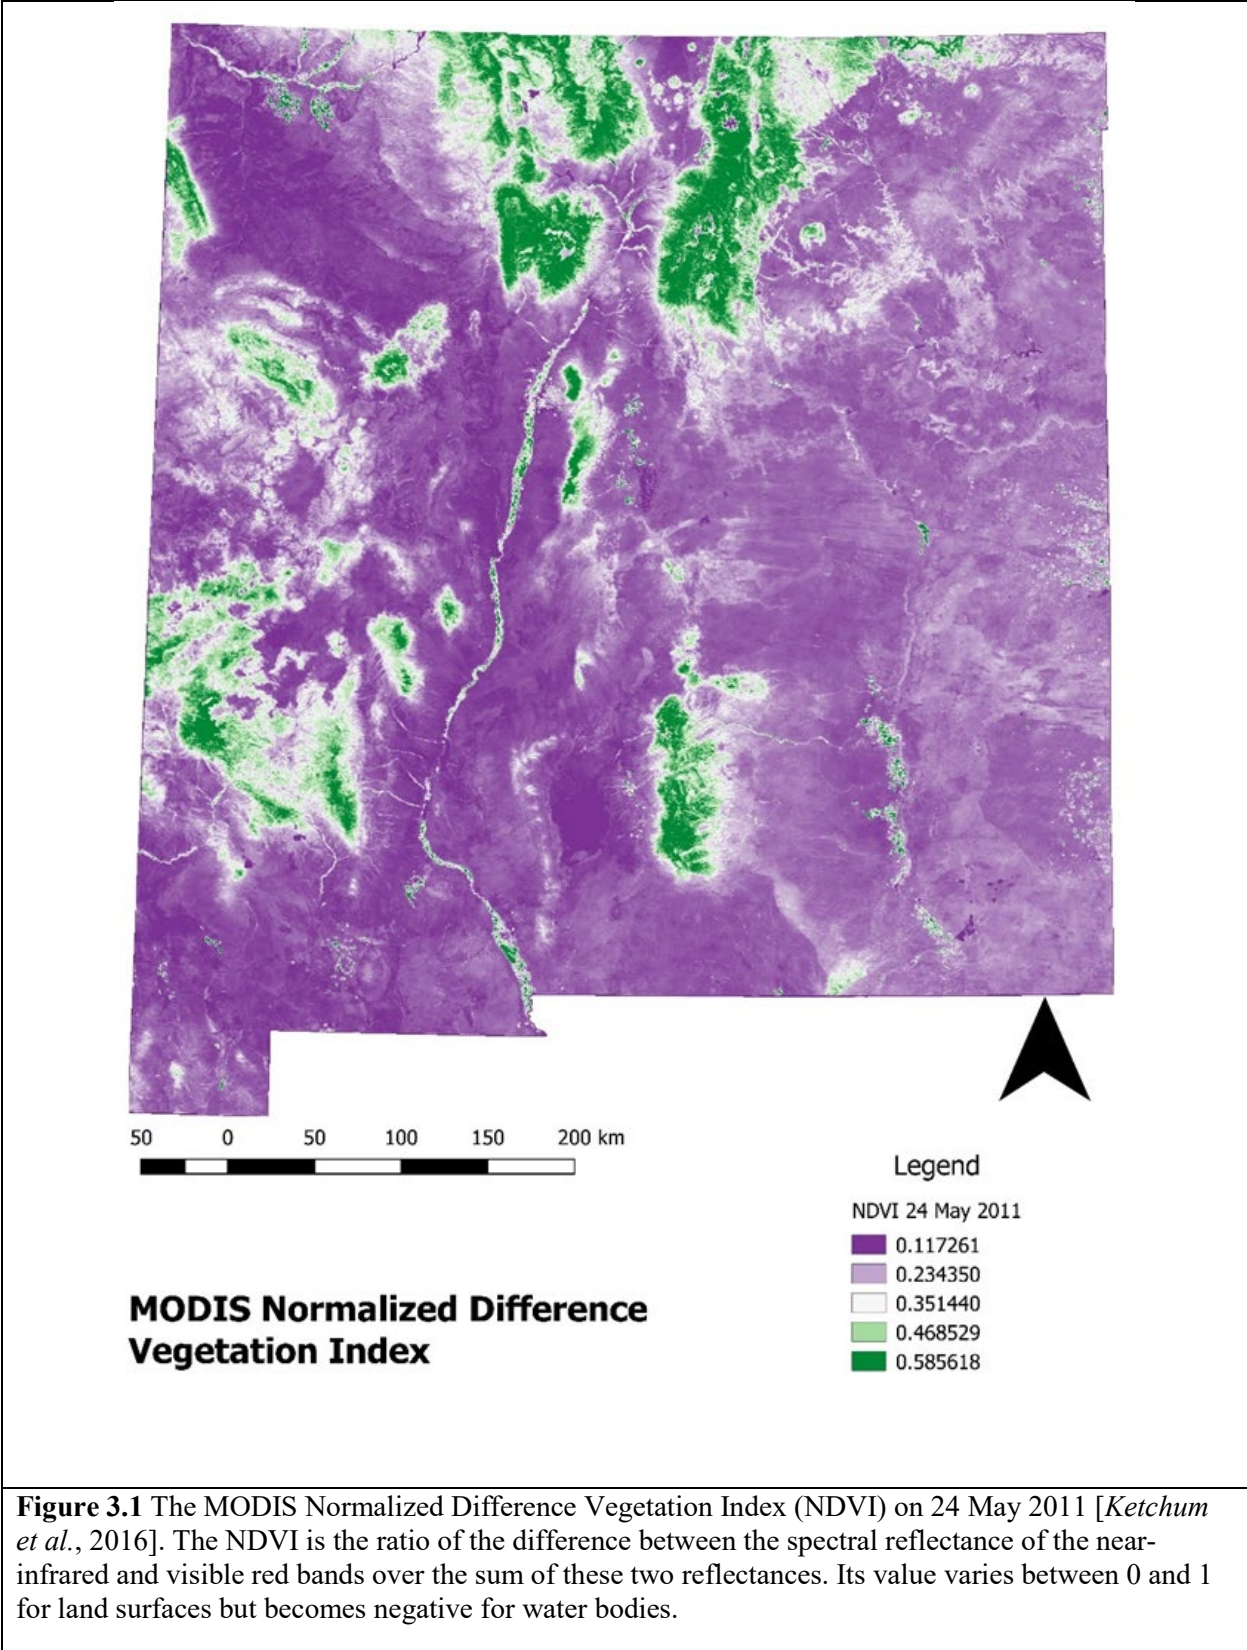 50 0 50 100 150 200 km
Legend
NDVI 24 May 2011
0.117261
0.234350
0.351440
0.468529
0.585618
MODIS Normalized Difference
Vegetation Index
Figure 3.1 The MODIS Normalized Difference Vegetation Index (NDVI) on 24 May 2011 [Ketchum
et al., 2016]. The NDVI is the ratio of the difference between the spectral reflectance of the near-
infrared and visible red bands over the sum of these two reflectances. Its value varies between 0 and 1
for land surfaces but becomes negative for water bodies.